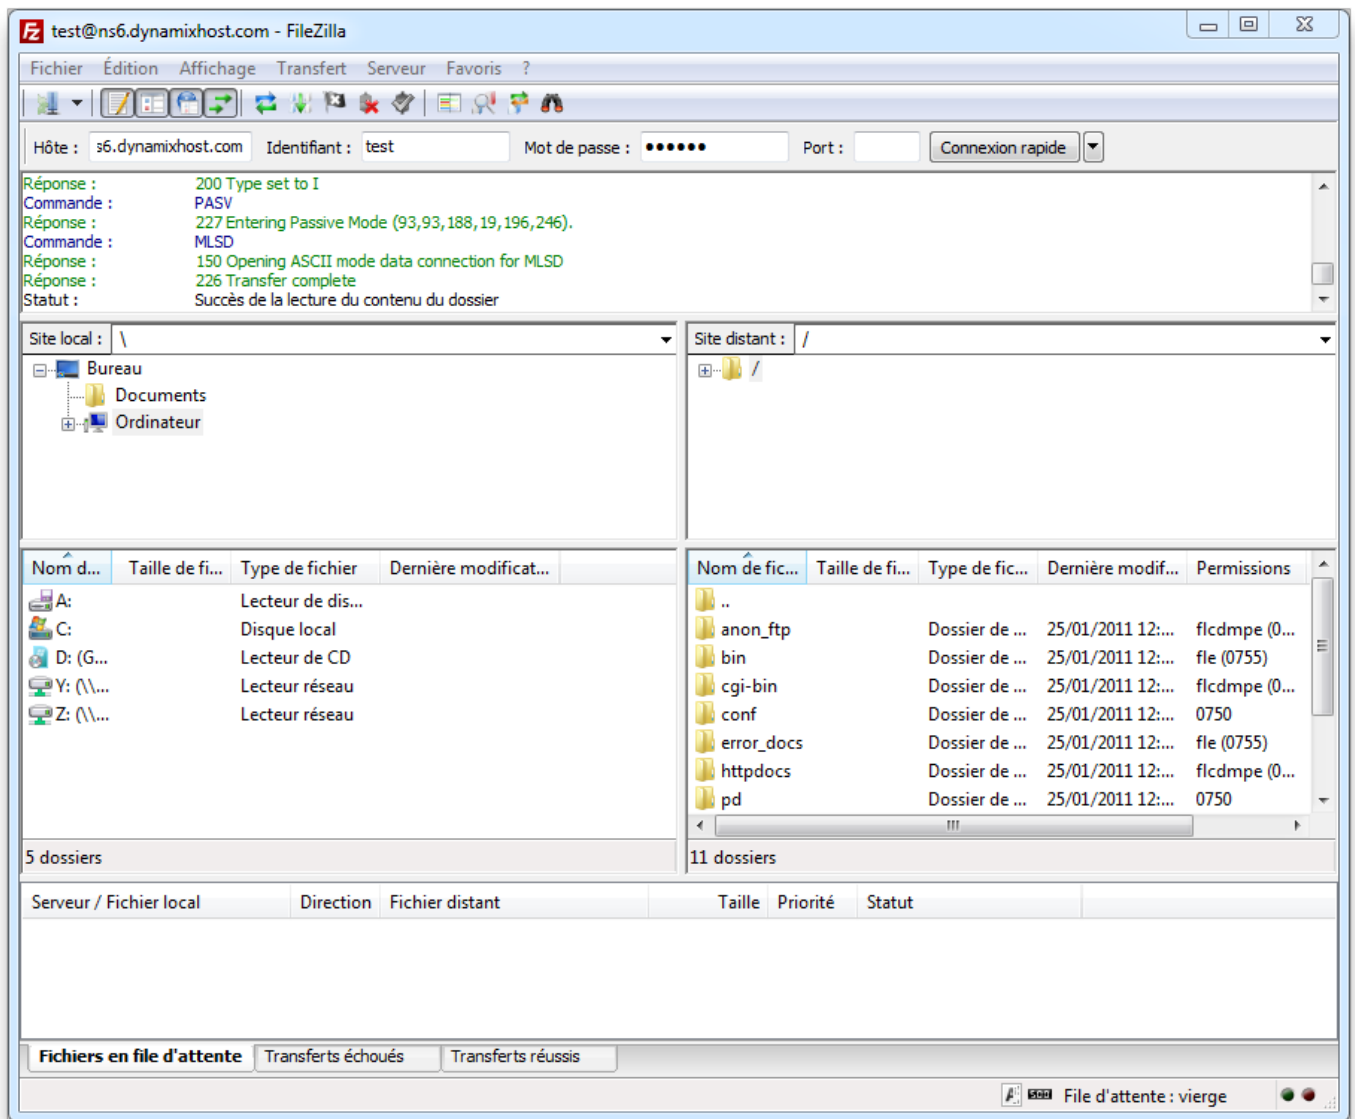 test@ns6.dynamixhost.com - FileZilla
Fichier Édition Affichage Transfert Serveur Favoris ?
Hôte : s6.dynamixhost.com Identifiant : test Mot de passe : •••••• Port : Connexion rapide
Réponse : 200 Type set to I
Commande : PASV
Réponse : 227 Entering Passive Mode (93,93,188,19,196,246).
Commande : MLSD
Réponse : 150 Opening ASCII mode data connection for MLSD
Réponse : 226 Transfer complete
Statut : Succès de la lecture du contenu du dossier
Site local : \
Bureau
Documents
Ordinateur
Site distant : /
/
Nom d... Taille de fi... Type de fichier Dernière modificat...
A: Lecteur de dis...
C: Disque local
D: (G... Lecteur de CD
Y: (\\... Lecteur réseau
Z: (\\... Lecteur réseau
5 dossiers
Nom de fic... Taille de fi... Type de fic... Dernière modif... Permissions
..
anon_ftp Dossier de ... 25/01/2011 12:... flcdmpe (0...
bin Dossier de ... 25/01/2011 12:... fle (0755)
cgi-bin Dossier de ... 25/01/2011 12:... flcdmpe (0...
conf Dossier de ... 25/01/2011 12:... 0750
error_docs Dossier de ... 25/01/2011 12:... fle (0755)
httpdocs Dossier de ... 25/01/2011 12:... flcdmpe (0...
pd Dossier de ... 25/01/2011 12:... 0750
11 dossiers
Serveur / Fichier local Direction Fichier distant Taille Priorité Statut
Fichiers en file d'attente Transferts échoués Transferts réussis
File d'attente : vierge